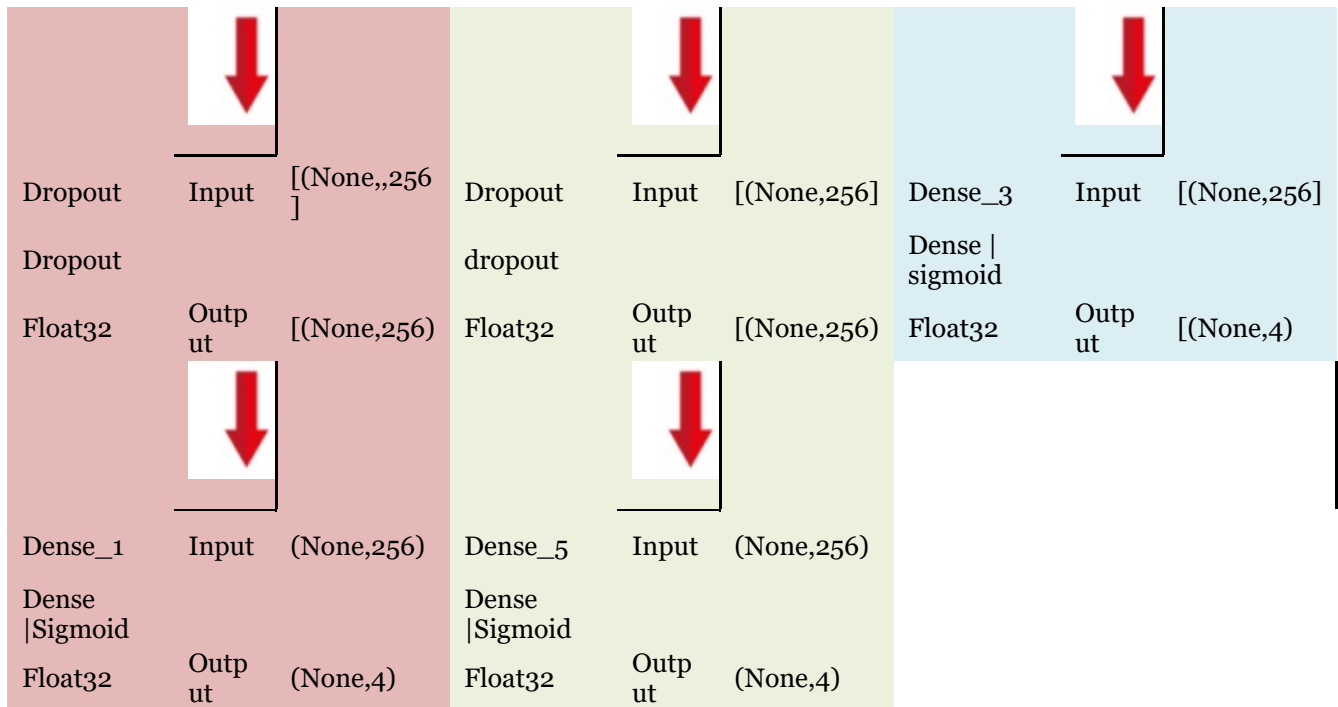 Dropout Input [(None,,256
] Dropout Input [(None,256] Dense_3 Input [(None,256]
Dropout dropout Dense |
sigmoid
Float32 Outp
ut [(None,256) Float32 Outp
ut [(None,256) Float32 Outp
ut [(None,4)
Dense_1 Input (None,256) Dense_5 Input (None,256)
Dense
|Sigmoid Dense
|Sigmoid
Float32 Outp
ut (None,4) Float32 Outp
ut (None,4)